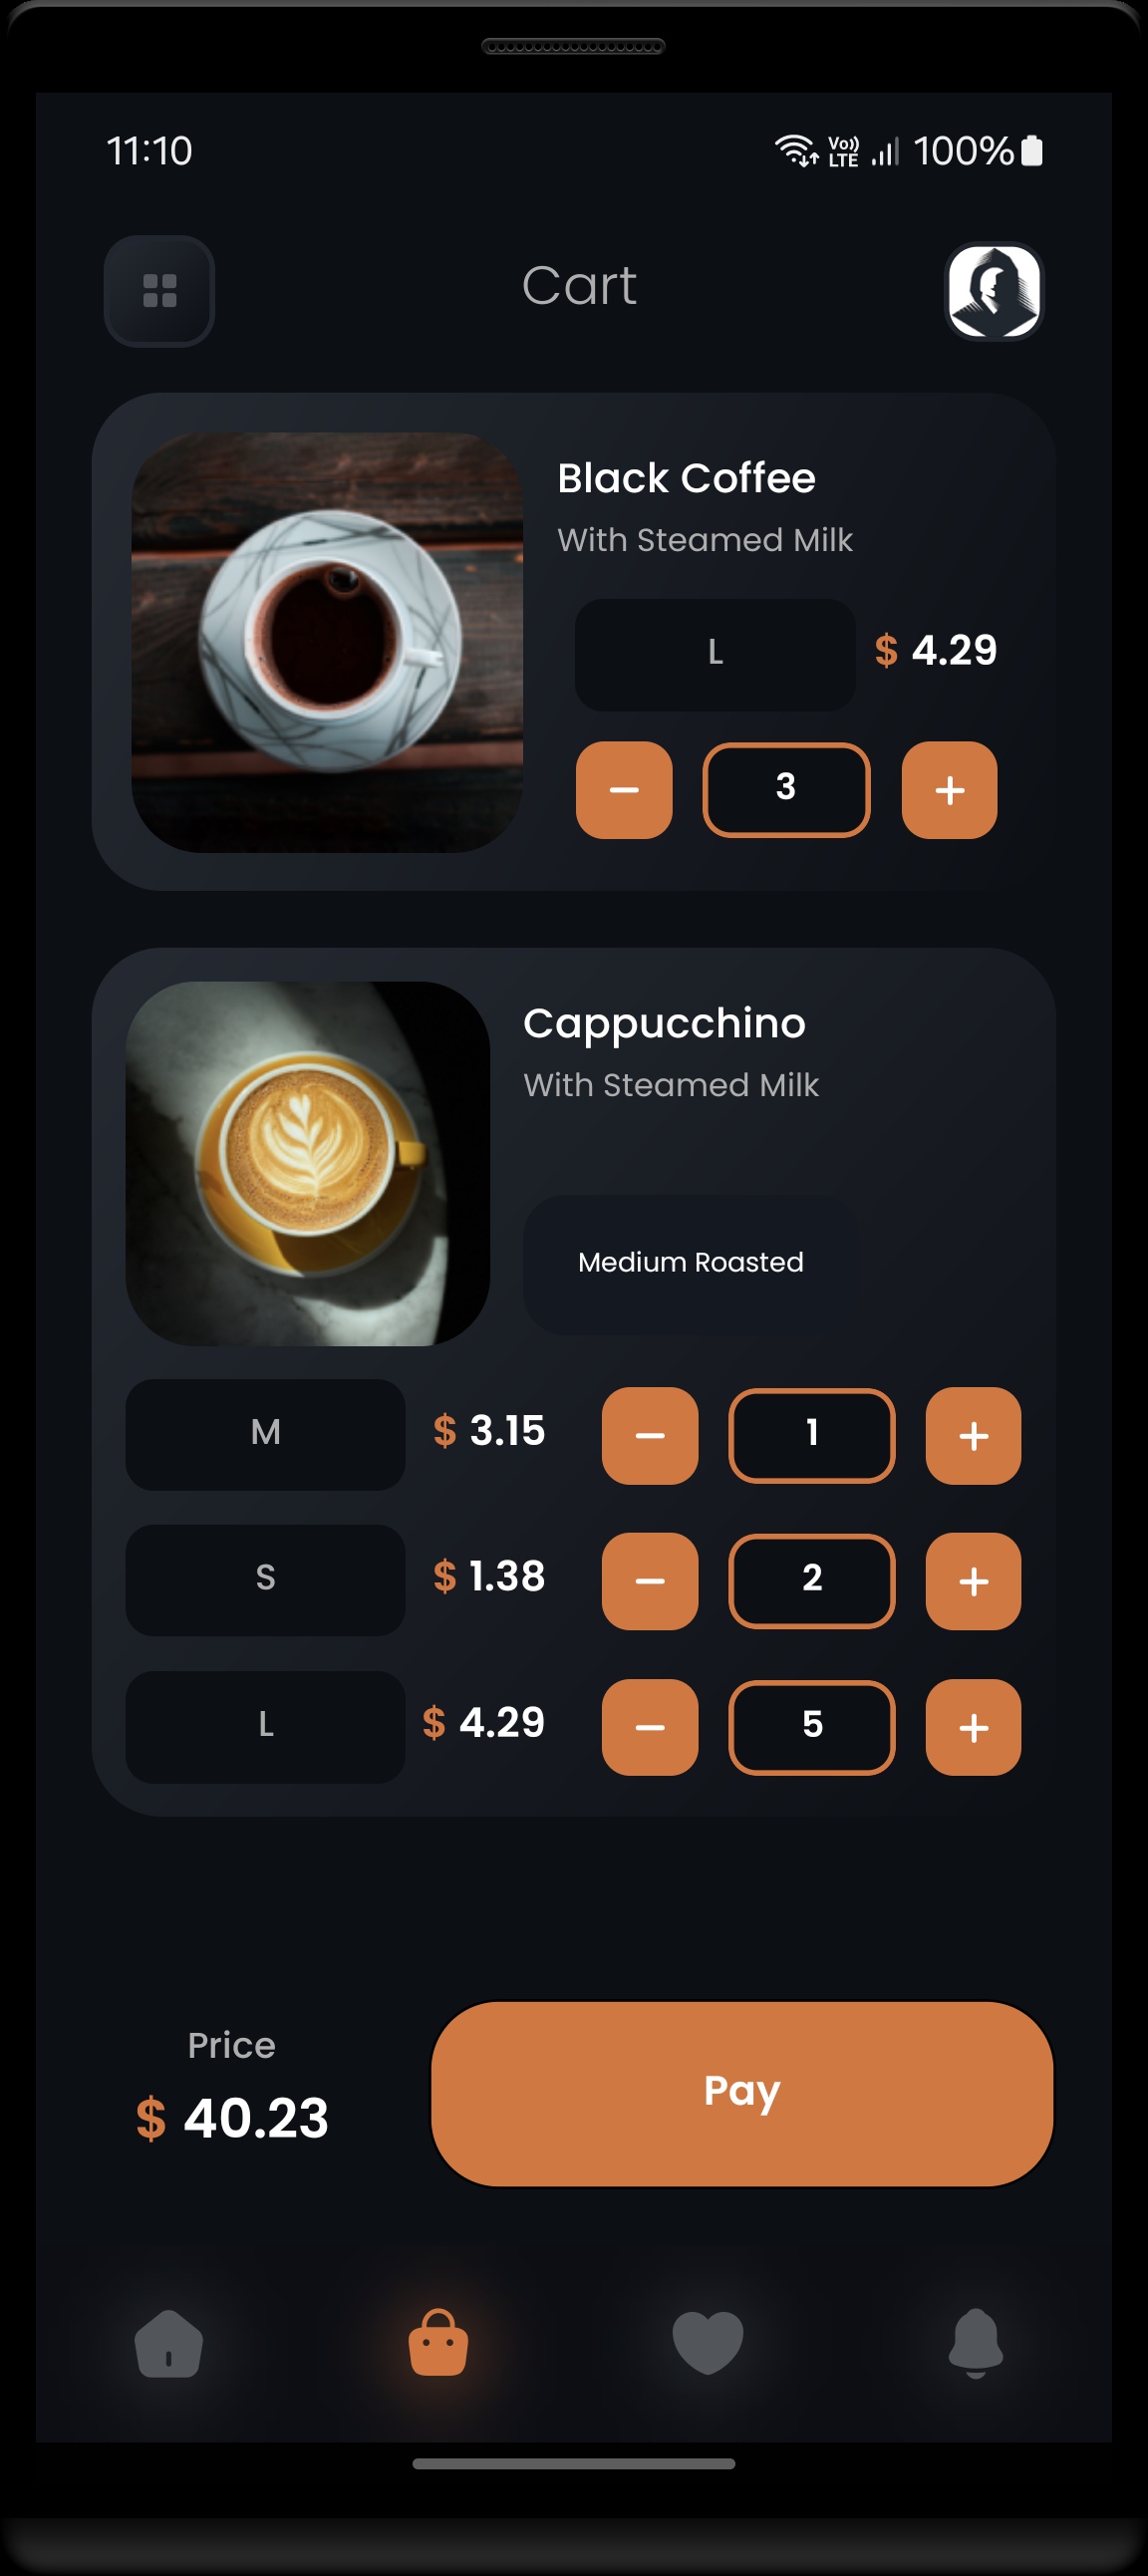 11:10 Vo)) LTE 100%
Cart
Black Coffee
With Steamed Milk
L $ 4.29
3
Cappucchino
With Steamed Milk
Medium Roasted
M $ 3.15 1
S $ 1.38 2
L $ 4.29 5
Price
$ 40.23
Pay